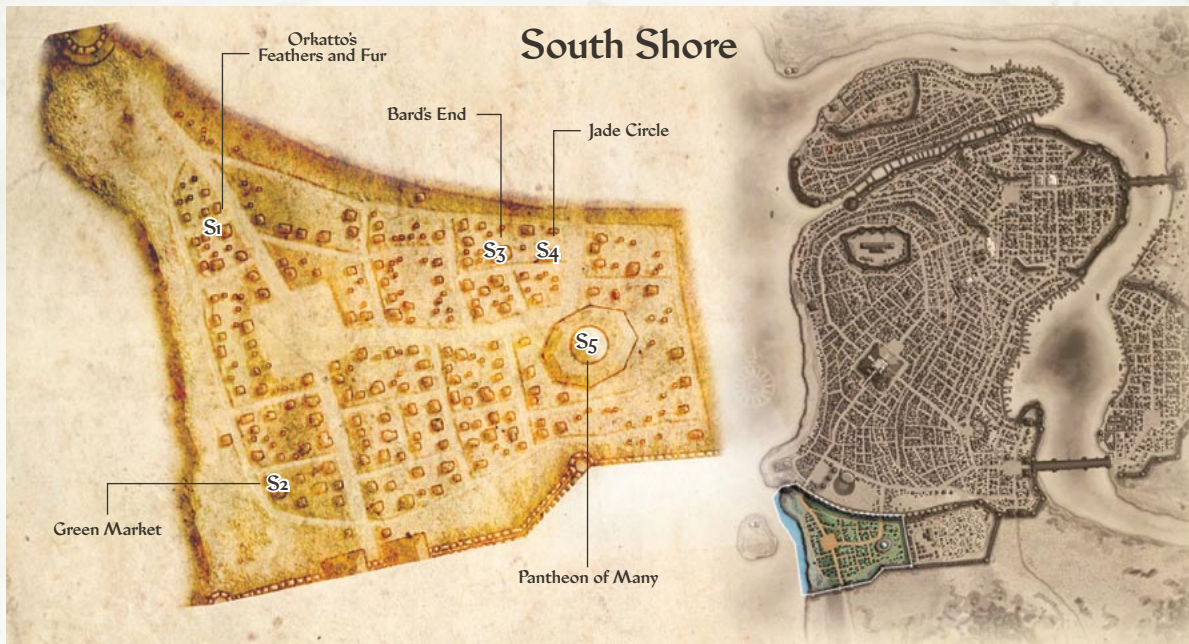 South Shore
Orkatto's
Feathers and Fur
Bard's End
Jade Circle
S1
S3
S4
S5
S2
Green Market
Pantheon of Many